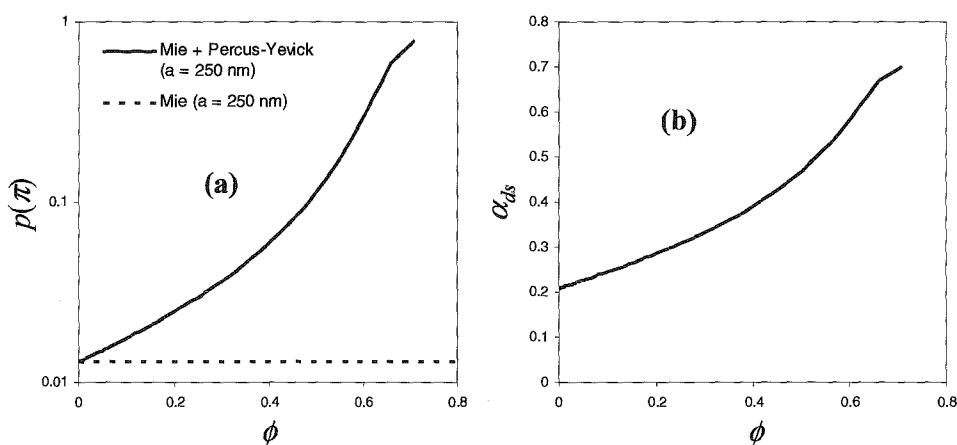 1
Mie + Percus-Yevick
(a = 250 nm)
Mie (a = 250 nm)
(a)
0.1
p(π)
0.01
0
0.2
0.4
0.6
0.8
ϕ
0.8
0.7
0.6
0.5
0.4
0.3
0.2
0.1
0
(b)
α_ds
0
0.2
0.4
0.6
0.8
ϕ